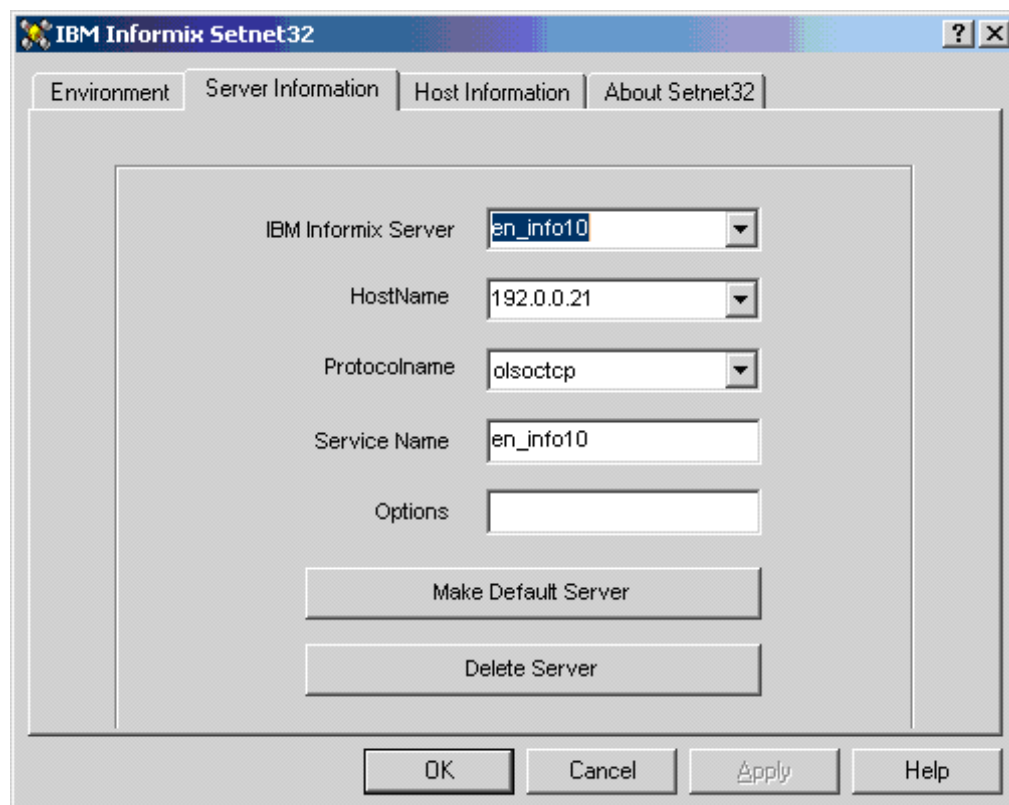 IBM Informix Setnet32
Environment Server Information Host Information About Setnet32
IBM Informix Server en_info10
HostName 192.0.0.21
Protocolname olsoctcp
Service Name en_info10
Options
Make Default Server
Delete Server
OK Cancel Apply Help